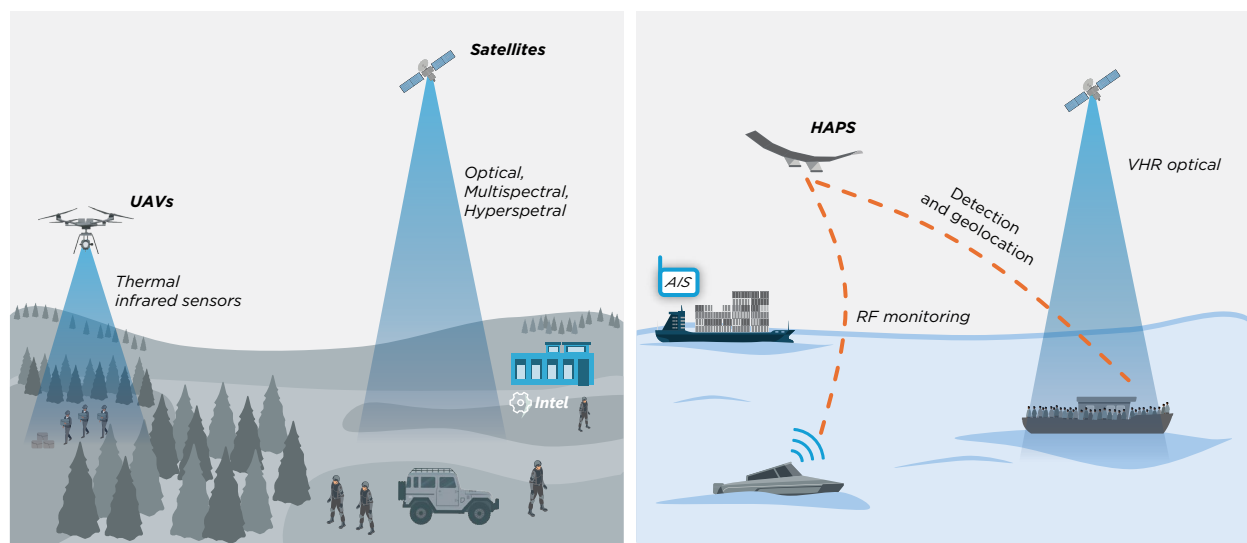 Satellites
Optical,
Multispectral,
Hyperspetral
UAVs
Thermal
infrared sensors
Intel
HAPS
VHR optical
Detection
and geolocation
A/S
RF monitoring